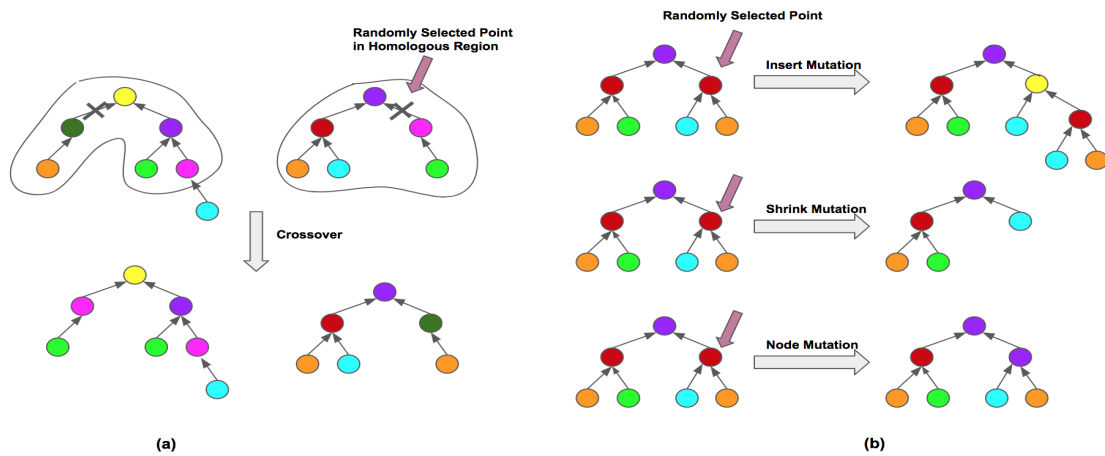 Randomly Selected Point
in Homologous Region
Crossover
(a)
Randomly Selected Point
Insert Mutation
Shrink Mutation
Node Mutation
(b)